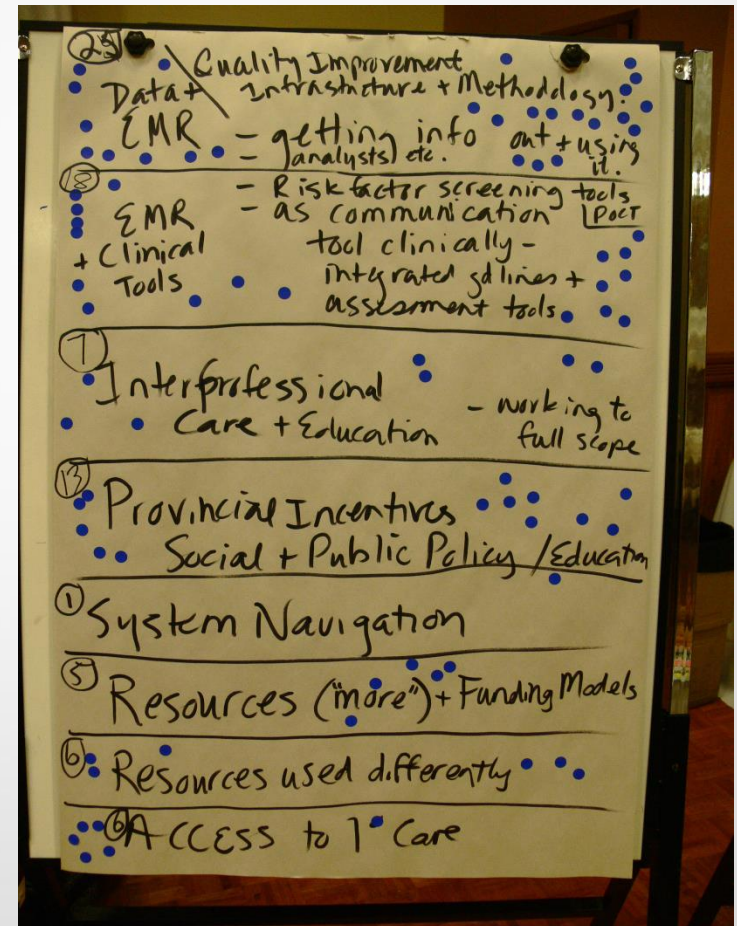 25 Quality Improvement
Data + Infrastructure + Methodology.
EMR - getting info out + using it.
- analysts) etc.
18 - Risk factor screening tools
EMR - as communication POCT
+ Clinical tool clinically -
Tools integrated gdlines +
assessment tools
7
Interprofessional
Care + Education - working to
full scope
13
Provincial Incentives
Social + Public Policy / Education
1 System Navigation
5 Resources ("more") + Funding Models
6 Resources used differently
6 Access to 1° Care